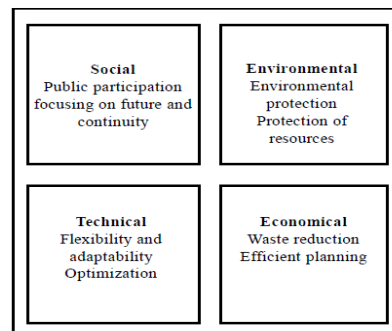 Social
Public participation
focusing on future and
continuity
Environmental
Environmental
protection
Protection of
resources
Technical
Flexibility and
adaptability
Optimization
Economical
Waste reduction
Efficient planning